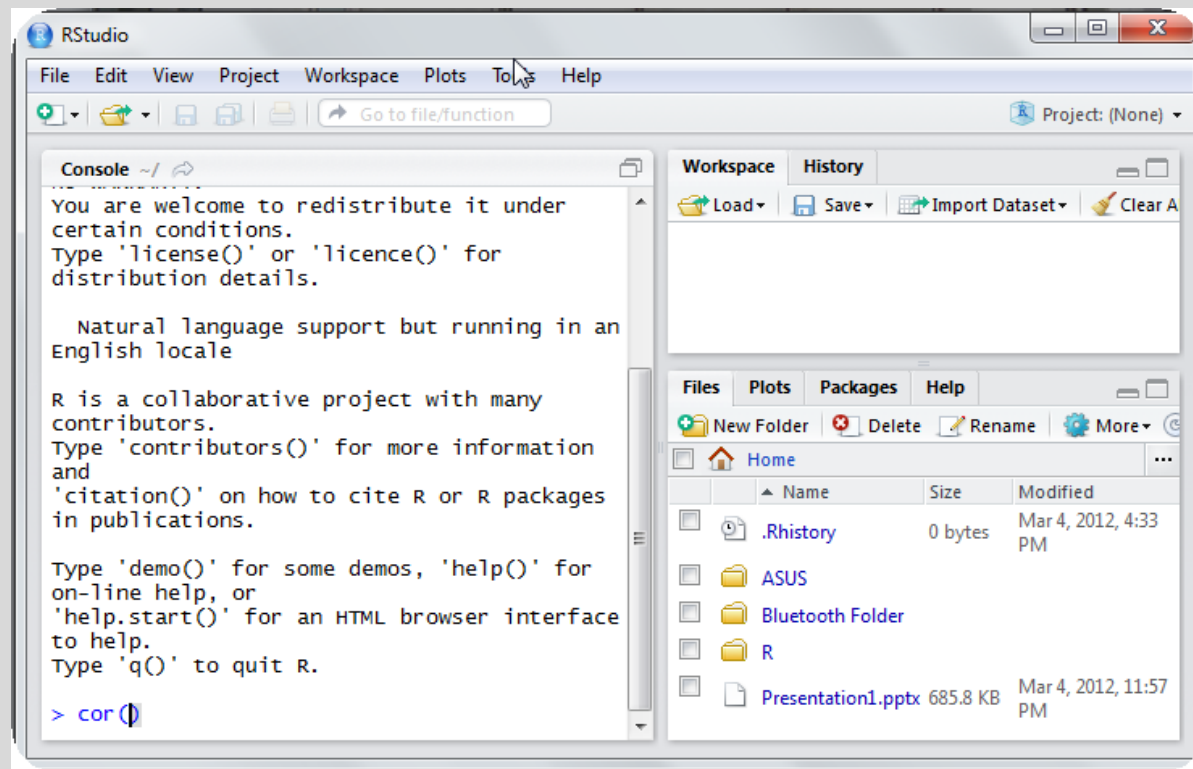 RStudio
File Edit View Project Workspace Plots Tools Help
Go to file/function
Project: (None)
Console ~/
You are welcome to redistribute it under
certain conditions.
Type 'license()' or 'licence()' for
distribution details.
Natural language support but running in an
English locale
R is a collaborative project with many
contributors.
Type 'contributors()' for more information
and
'citation()' on how to cite R or R packages
in publications.
Type 'demo()' for some demos, 'help()' for
on-line help, or
'help.start()' for an HTML browser interface
to help.
Type 'q()' to quit R.
> cor()
Workspace History
Load Save Import Dataset Clear A
Files Plots Packages Help
New Folder Delete Rename More
Home ...
Name Size Modified
.Rhistory 0 bytes Mar 4, 2012, 4:33
PM
ASUS
Bluetooth Folder
R
Presentation1.pptx 685.8 KB Mar 4, 2012, 11:57
PM